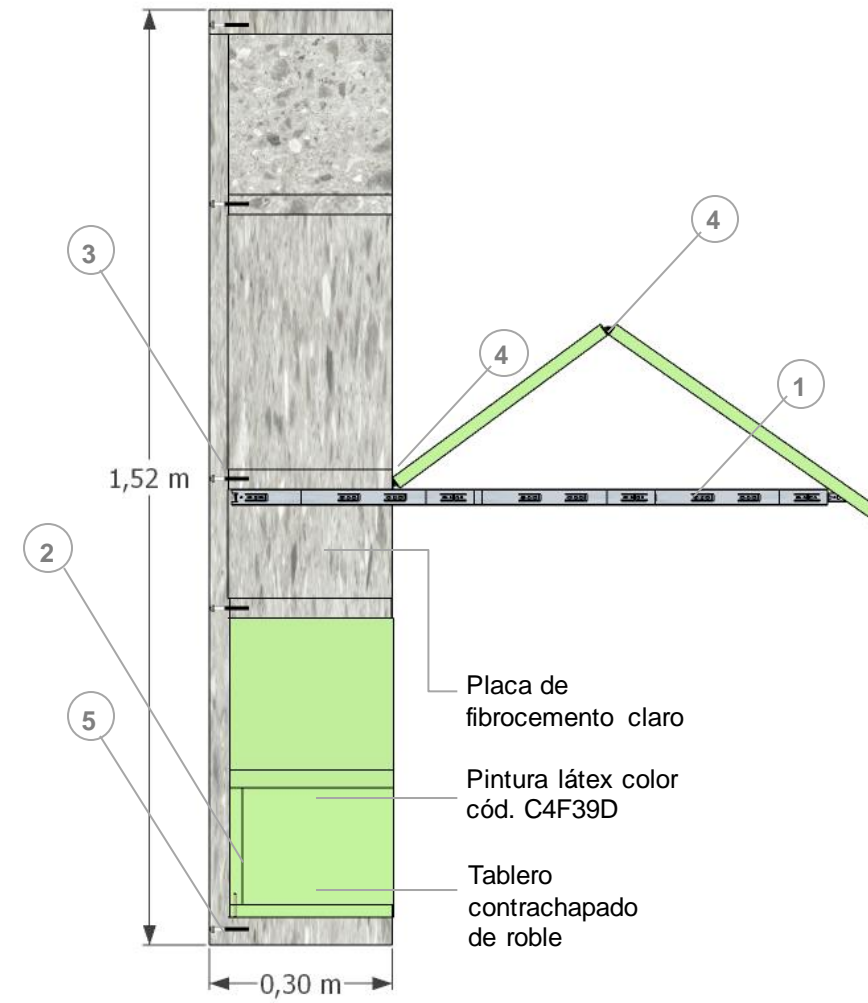 4
3
4
1
1,52 m
2
Placa de
fibrocemento claro
5
Pintura látex color
cód. C4F39D
Tablero
contrachapado
de roble
0,30 m